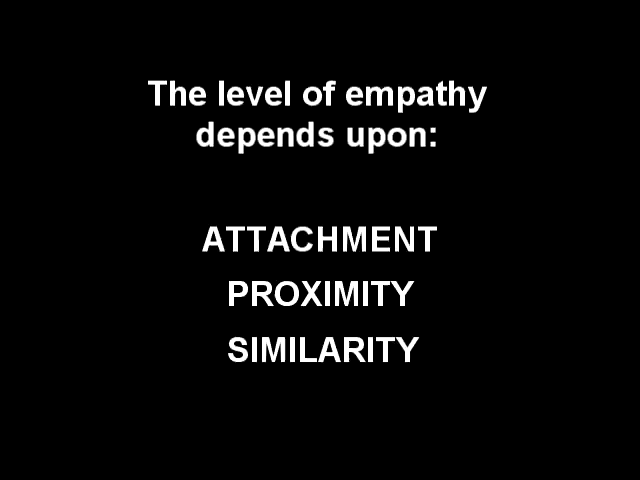 The level of empathy
depends upon:
ATTACHMENT
PROXIMITY
SIMILARITY